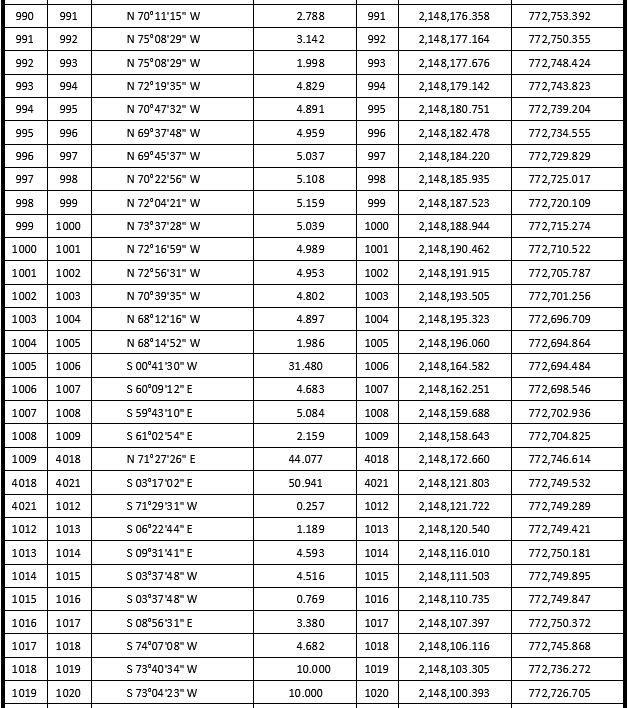 990 991 N 70°11'15" W 2.788 991 2,148,176.358 772,753.392
991 992 N 75°08'29" W 3.142 992 2,148,177.164 772,750.355
992 993 N 75°08'29" W 1.998 993 2,148,177.676 772,748.424
993 994 N 72°19'35" W 4.829 994 2,148,179.142 772,743.823
994 995 N 70°47'32" W 4.891 995 2,148,180.751 772,739.204
995 996 N 69°37'48" W 4.959 996 2,148,182.478 772,734.555
996 997 N 69°45'37" W 5.037 997 2,148,184.220 772,729.829
997 998 N 70°22'56" W 5.108 998 2,148,185.935 772,725.017
998 999 N 72°04'21" W 5.159 999 2,148,187.523 772,720.109
999 1000 N 73°37'28" W 5.039 1000 2,148,188.944 772,715.274
1000 1001 N 72°16'59" W 4.989 1001 2,148,190.462 772,710.522
1001 1002 N 72°56'31" W 4.953 1002 2,148,191.915 772,705.787
1002 1003 N 70°39'35" W 4.802 1003 2,148,193.505 772,701.256
1003 1004 N 68°12'16" W 4.897 1004 2,148,195.323 772,696.709
1004 1005 N 68°14'52" W 1.986 1005 2,148,196.060 772,694.864
1005 1006 S 00°41'30" W 31.480 1006 2,148,164.582 772,694.484
1006 1007 S 60°09'12" E 4.683 1007 2,148,162.251 772,698.546
1007 1008 S 59°43'10" E 5.084 1008 2,148,159.688 772,702.936
1008 1009 S 61°02'54" E 2.159 1009 2,148,158.643 772,704.825
1009 4018 N 71°27'26" E 44.077 4018 2,148,172.660 772,746.614
4018 4021 S 03°17'02" E 50.941 4021 2,148,121.803 772,749.532
4021 1012 S 71°29'31" W 0.257 1012 2,148,121.722 772,749.289
1012 1013 S 06°22'44" E 1.189 1013 2,148,120.540 772,749.421
1013 1014 S 09°31'41" E 4.593 1014 2,148,116.010 772,750.181
1014 1015 S 03°37'48" W 4.516 1015 2,148,111.503 772,749.895
1015 1016 S 03°37'48" W 0.769 1016 2,148,110.735 772,749.847
1016 1017 S 08°56'31" E 3.380 1017 2,148,107.397 772,750.372
1017 1018 S 74°07'08" W 4.682 1018 2,148,106.116 772,745.868
1018 1019 S 73°40'34" W 10.000 1019 2,148,103.305 772,736.272
1019 1020 S 73°04'23" W 10.000 1020 2,148,100.393 772,726.705